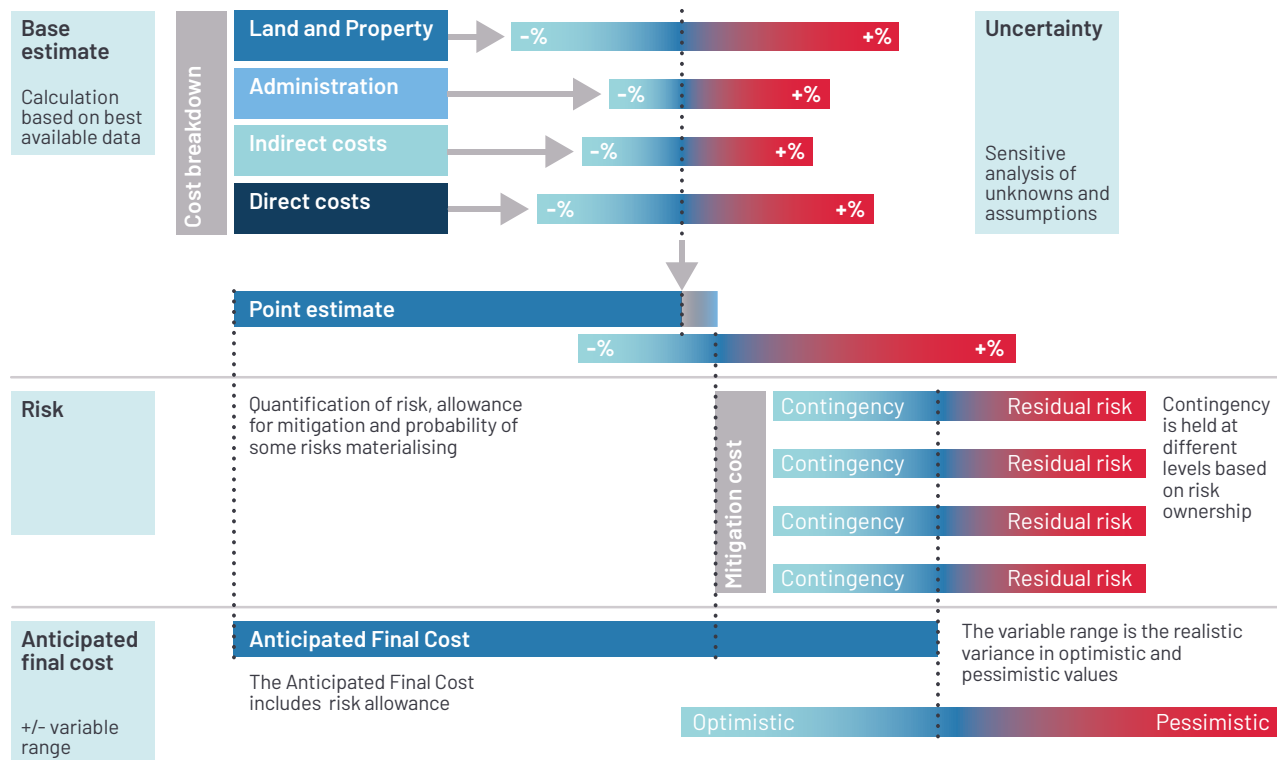 Base
estimate
Calculation
based on best
available data
Cost breakdown
Land and Property
-%
+%
Administration
-%
+%
Indirect costs
-%
+%
Direct costs
-%
+%
Uncertainty
Sensitive
analysis of
unknowns and
assumptions
Point estimate
-%
+%
Risk
Quantification of risk, allowance
for mitigation and probability of
some risks materialising
Mitigation cost
Contingency
Residual risk
Contingency
Residual risk
Contingency
Residual risk
Contingency
Residual risk
Contingency
is held at
different
levels based
on risk
ownership
Anticipated
final cost
+/- variable
range
Anticipated Final Cost
The Anticipated Final Cost
includes risk allowance
The variable range is the realistic
variance in optimistic and
pessimistic values
Optimistic
Pessimistic